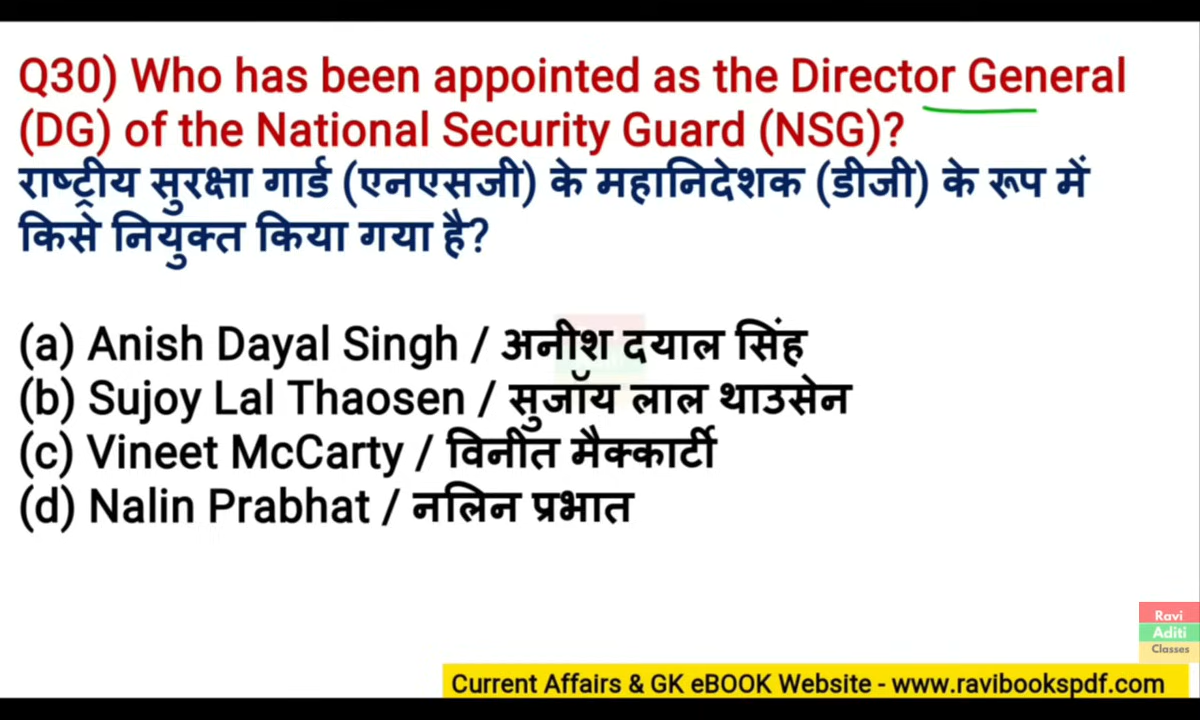 Q30) Who has been appointed as the Director General
(DG) of the National Security Guard (NSG)?
राष्ट्रीय सुरक्षा गार्ड (एनएसजी) के महानिदेशक (डीजी) के रूप में
किसे नियुक्त किया गया है?
(a) Anish Dayal Singh / अनीश दयाल सिंह
(b) Sujoy Lal Thaosen / सुजॉय लाल थाउसेन
(c) Vineet McCarty / विनीत मैक्कार्टी
(d) Nalin Prabhat / नलिन प्रभात
Ravi
Aditi
Classes
Current Affairs & GK eBOOK Website - www.ravibookspdf.com